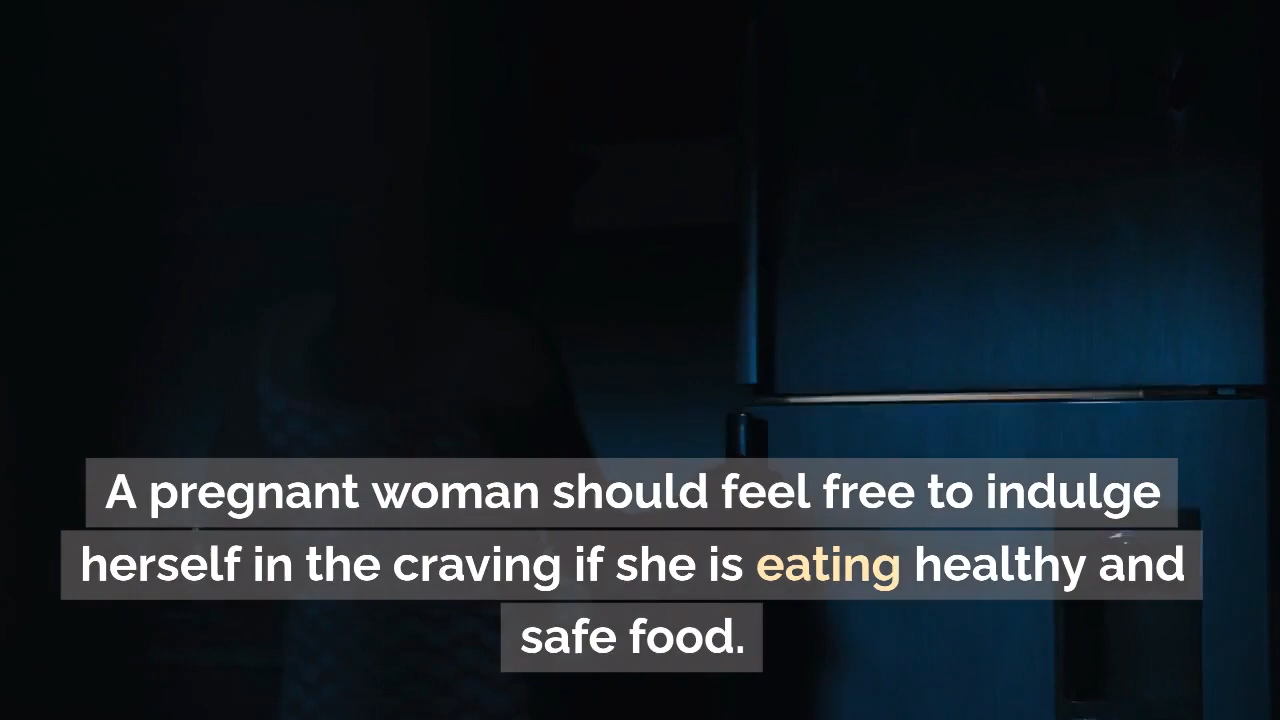 A pregnant woman should feel free to indulge
herself in the craving if she is eating healthy and
safe food.